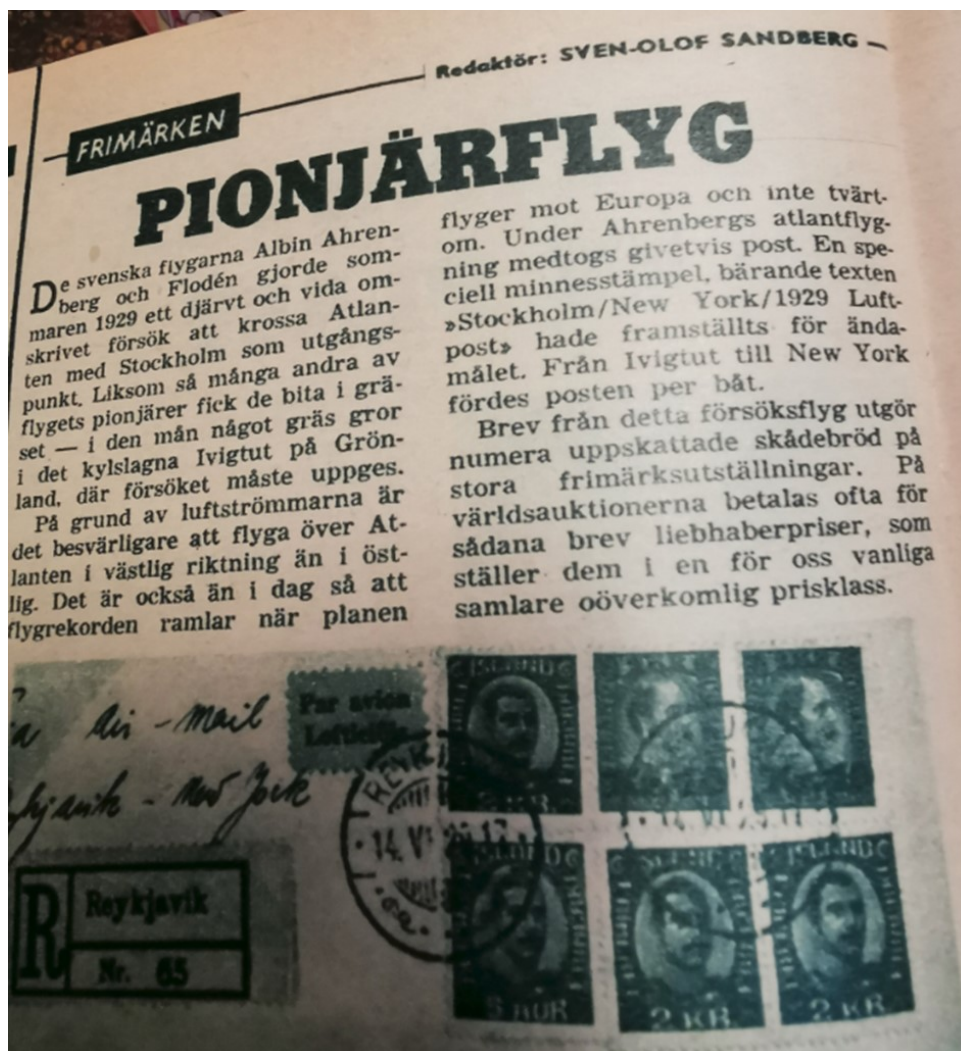 Redaktör: SVEN-OLOF SANDBERG —
FRIMÄRKEN
PIONJÄRFLYG
De svenska flygarna Albin Ahren-
berg och Flodén gjorde som-
maren 1929 ett djärvt och vida om-
skrivet försök att krossa Atlan-
ten med Stockholm som utgångs-
punkt. Liksom så många andra av
flygets pionjärer fick de bita i grä-
set — i den mån något gräs gror
i det kylslagna Ivigtut på Grön-
land, där försöket måste uppges.
På grund av luftströmmarna är
det besvärligare att flyga över At-
lanten i västlig riktning än i öst-
lig. Det är också än i dag så att
flygrekorden ramlar när planen
flyger mot Europa och inte tvärt-
om. Under Ahrenbergs atlantflyg-
ning medtogs givetvis post. En spe-
ciell minnesstämpel, bärande texten
»Stockholm/New York/1929 Luft-
post» hade framställts för ända-
målet. Från Ivigtut till New York
fördes posten per båt.
Brev från detta försöksflyg utgör
numera uppskattade skådebröd på
stora frimärksutställningar. På
världsauktionerna betalas ofta för
sådana brev liebhaberpriser, som
ställer dem i en för oss vanliga
samlare oöverkomlig prisklass.
Air-mail
Par avion
New York
R
Reykjavik
Nr. 65
ISLAND
ISLAND
5 AUR
2 KR
ISLAND
2 KR